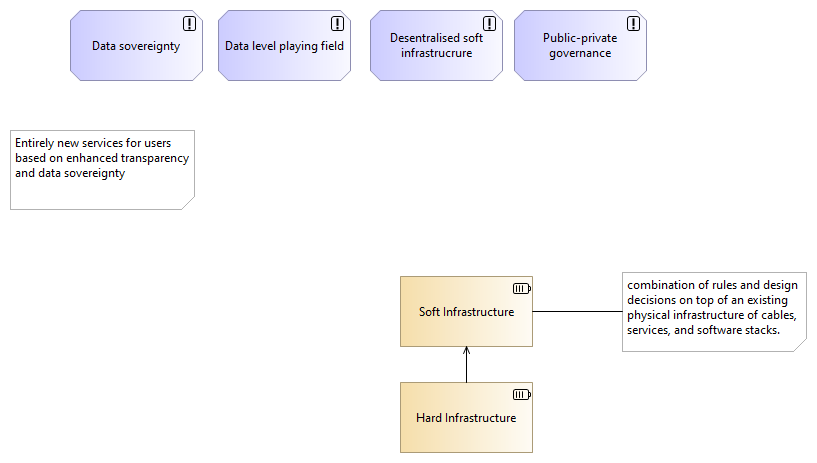 Data sovereignty
Data level playing field
Desentralised soft
infrastrucrure
Public-private
governance
Entirely new services for users
based on enhanced transparency
and data sovereignty
Soft Infrastructure
combination of rules and design
decisions on top of an existing
physical infrastructure of cables,
services, and software stacks.
Hard Infrastructure